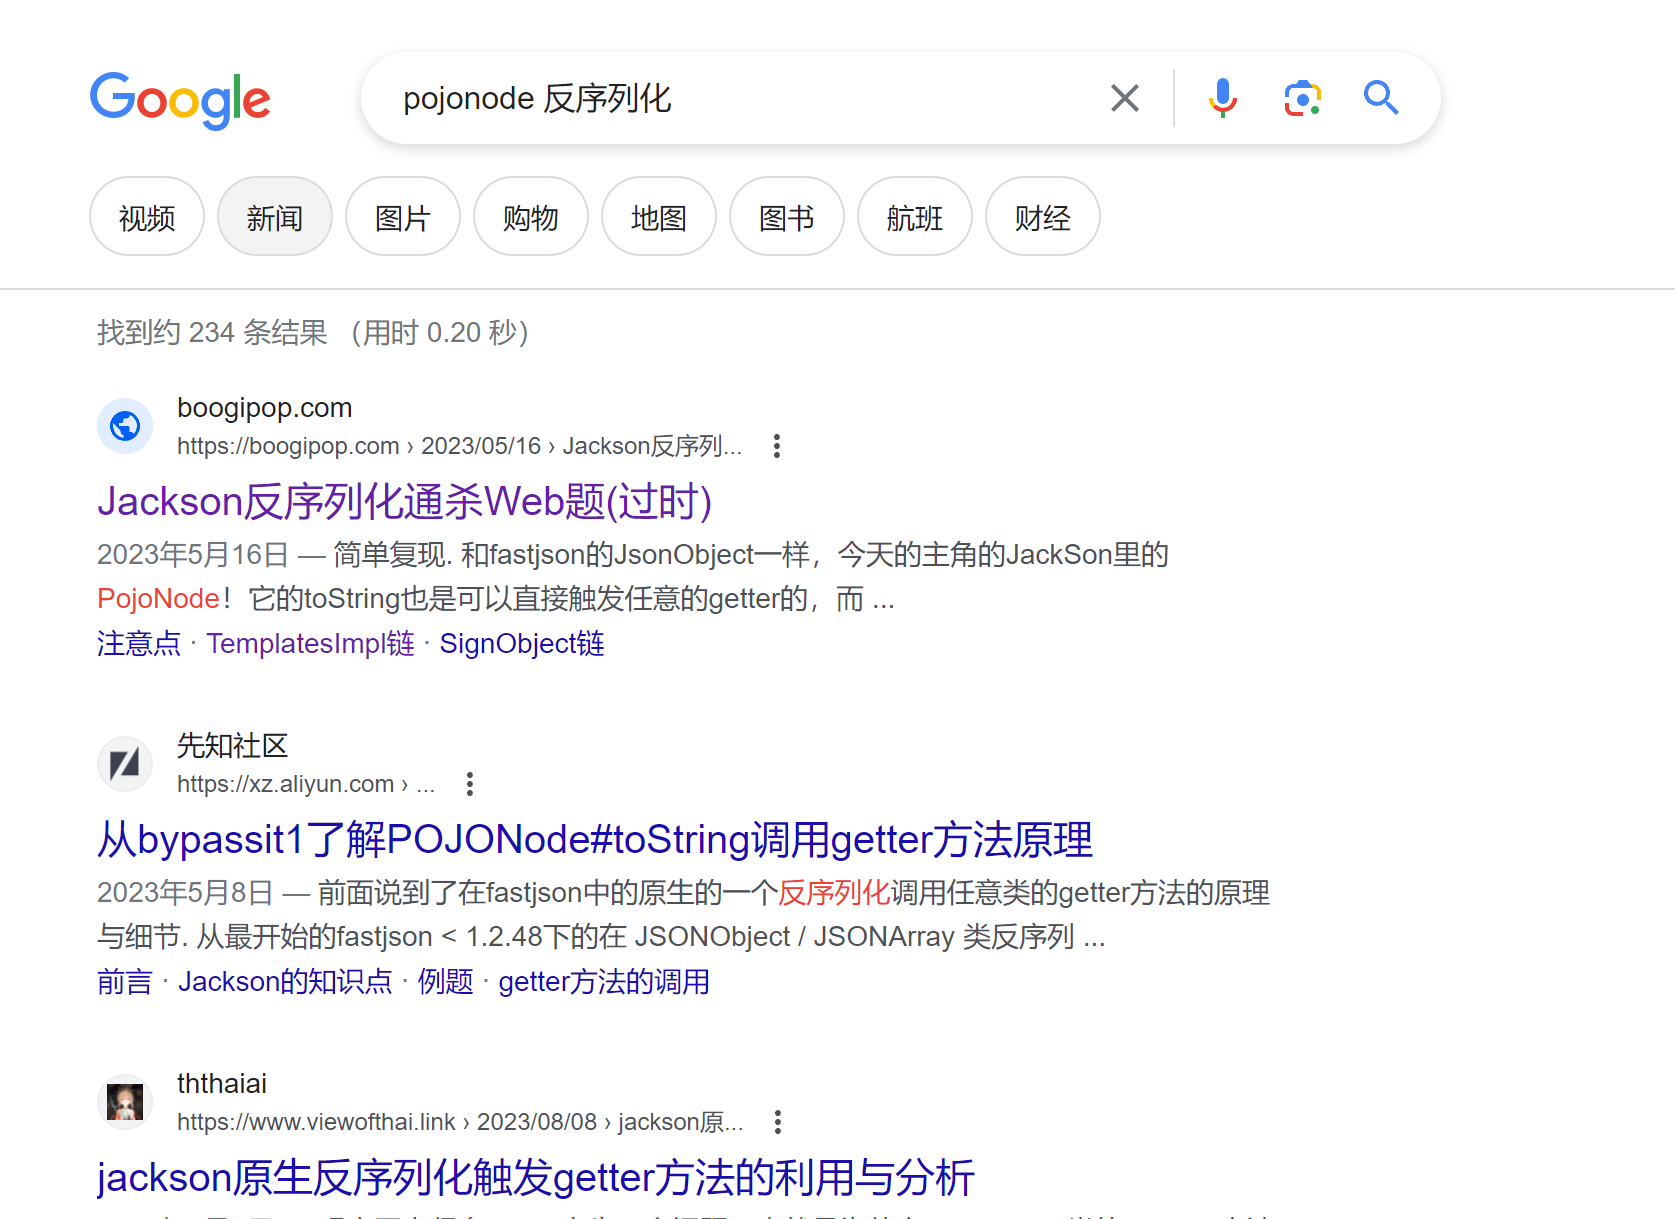 Google
pojonode 反序列化
视频 新闻 图片 购物 地图 图书 航班 财经
找到约 234 条结果 （用时 0.20 秒）
boogipop.com
https://boogipop.com › 2023/05/16 › Jackson反序列...
Jackson反序列化通杀Web题(过时)
2023年5月16日 — 简单复现. 和fastjson的JsonObject一样，今天的主角的JackSon里的
PojoNode！它的toString也是可以直接触发任意的getter的，而 ...
注意点 · TemplatesImpl链 · SignObject链
先知社区
https://xz.aliyun.com › ...
从bypassit1了解POJONode#toString调用getter方法原理
2023年5月8日 — 前面说到了在fastjson中的原生的一个反序列化调用任意类的getter方法的原理
与细节. 从最开始的fastjson < 1.2.48下的在 JSONObject / JSONArray 类反序列 ...
前言 · Jackson的知识点 · 例题 · getter方法的调用
ththaiai
https://www.viewofthai.link › 2023/08/08 › jackson原...
jackson原生反序列化触发getter方法的利用与分析